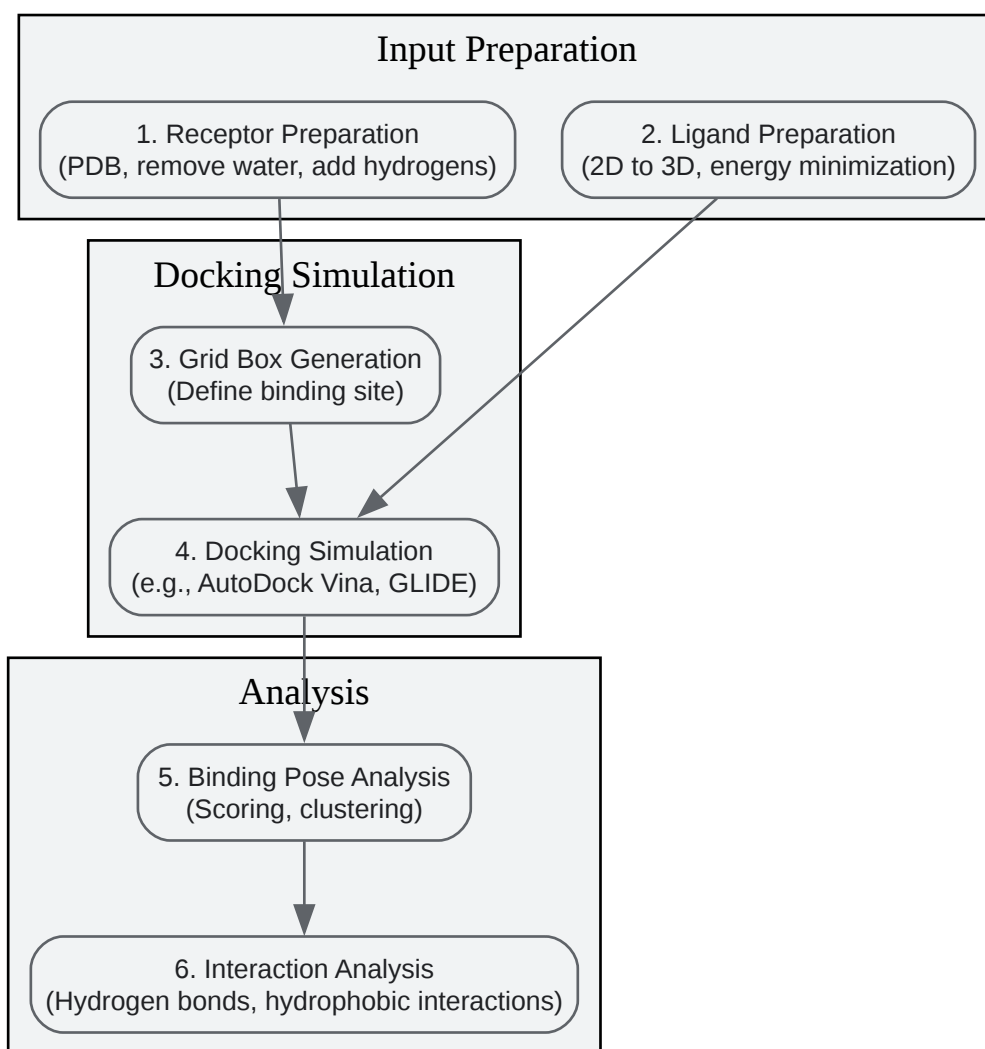 Input Preparation
1. Receptor Preparation
(PDB, remove water, add hydrogens)
2. Ligand Preparation
(2D to 3D, energy minimization)
Docking Simulation
3. Grid Box Generation
(Define binding site)
4. Docking Simulation
(e.g., AutoDock Vina, GLIDE)
Analysis
5. Binding Pose Analysis
(Scoring, clustering)
6. Interaction Analysis
(Hydrogen bonds, hydrophobic interactions)